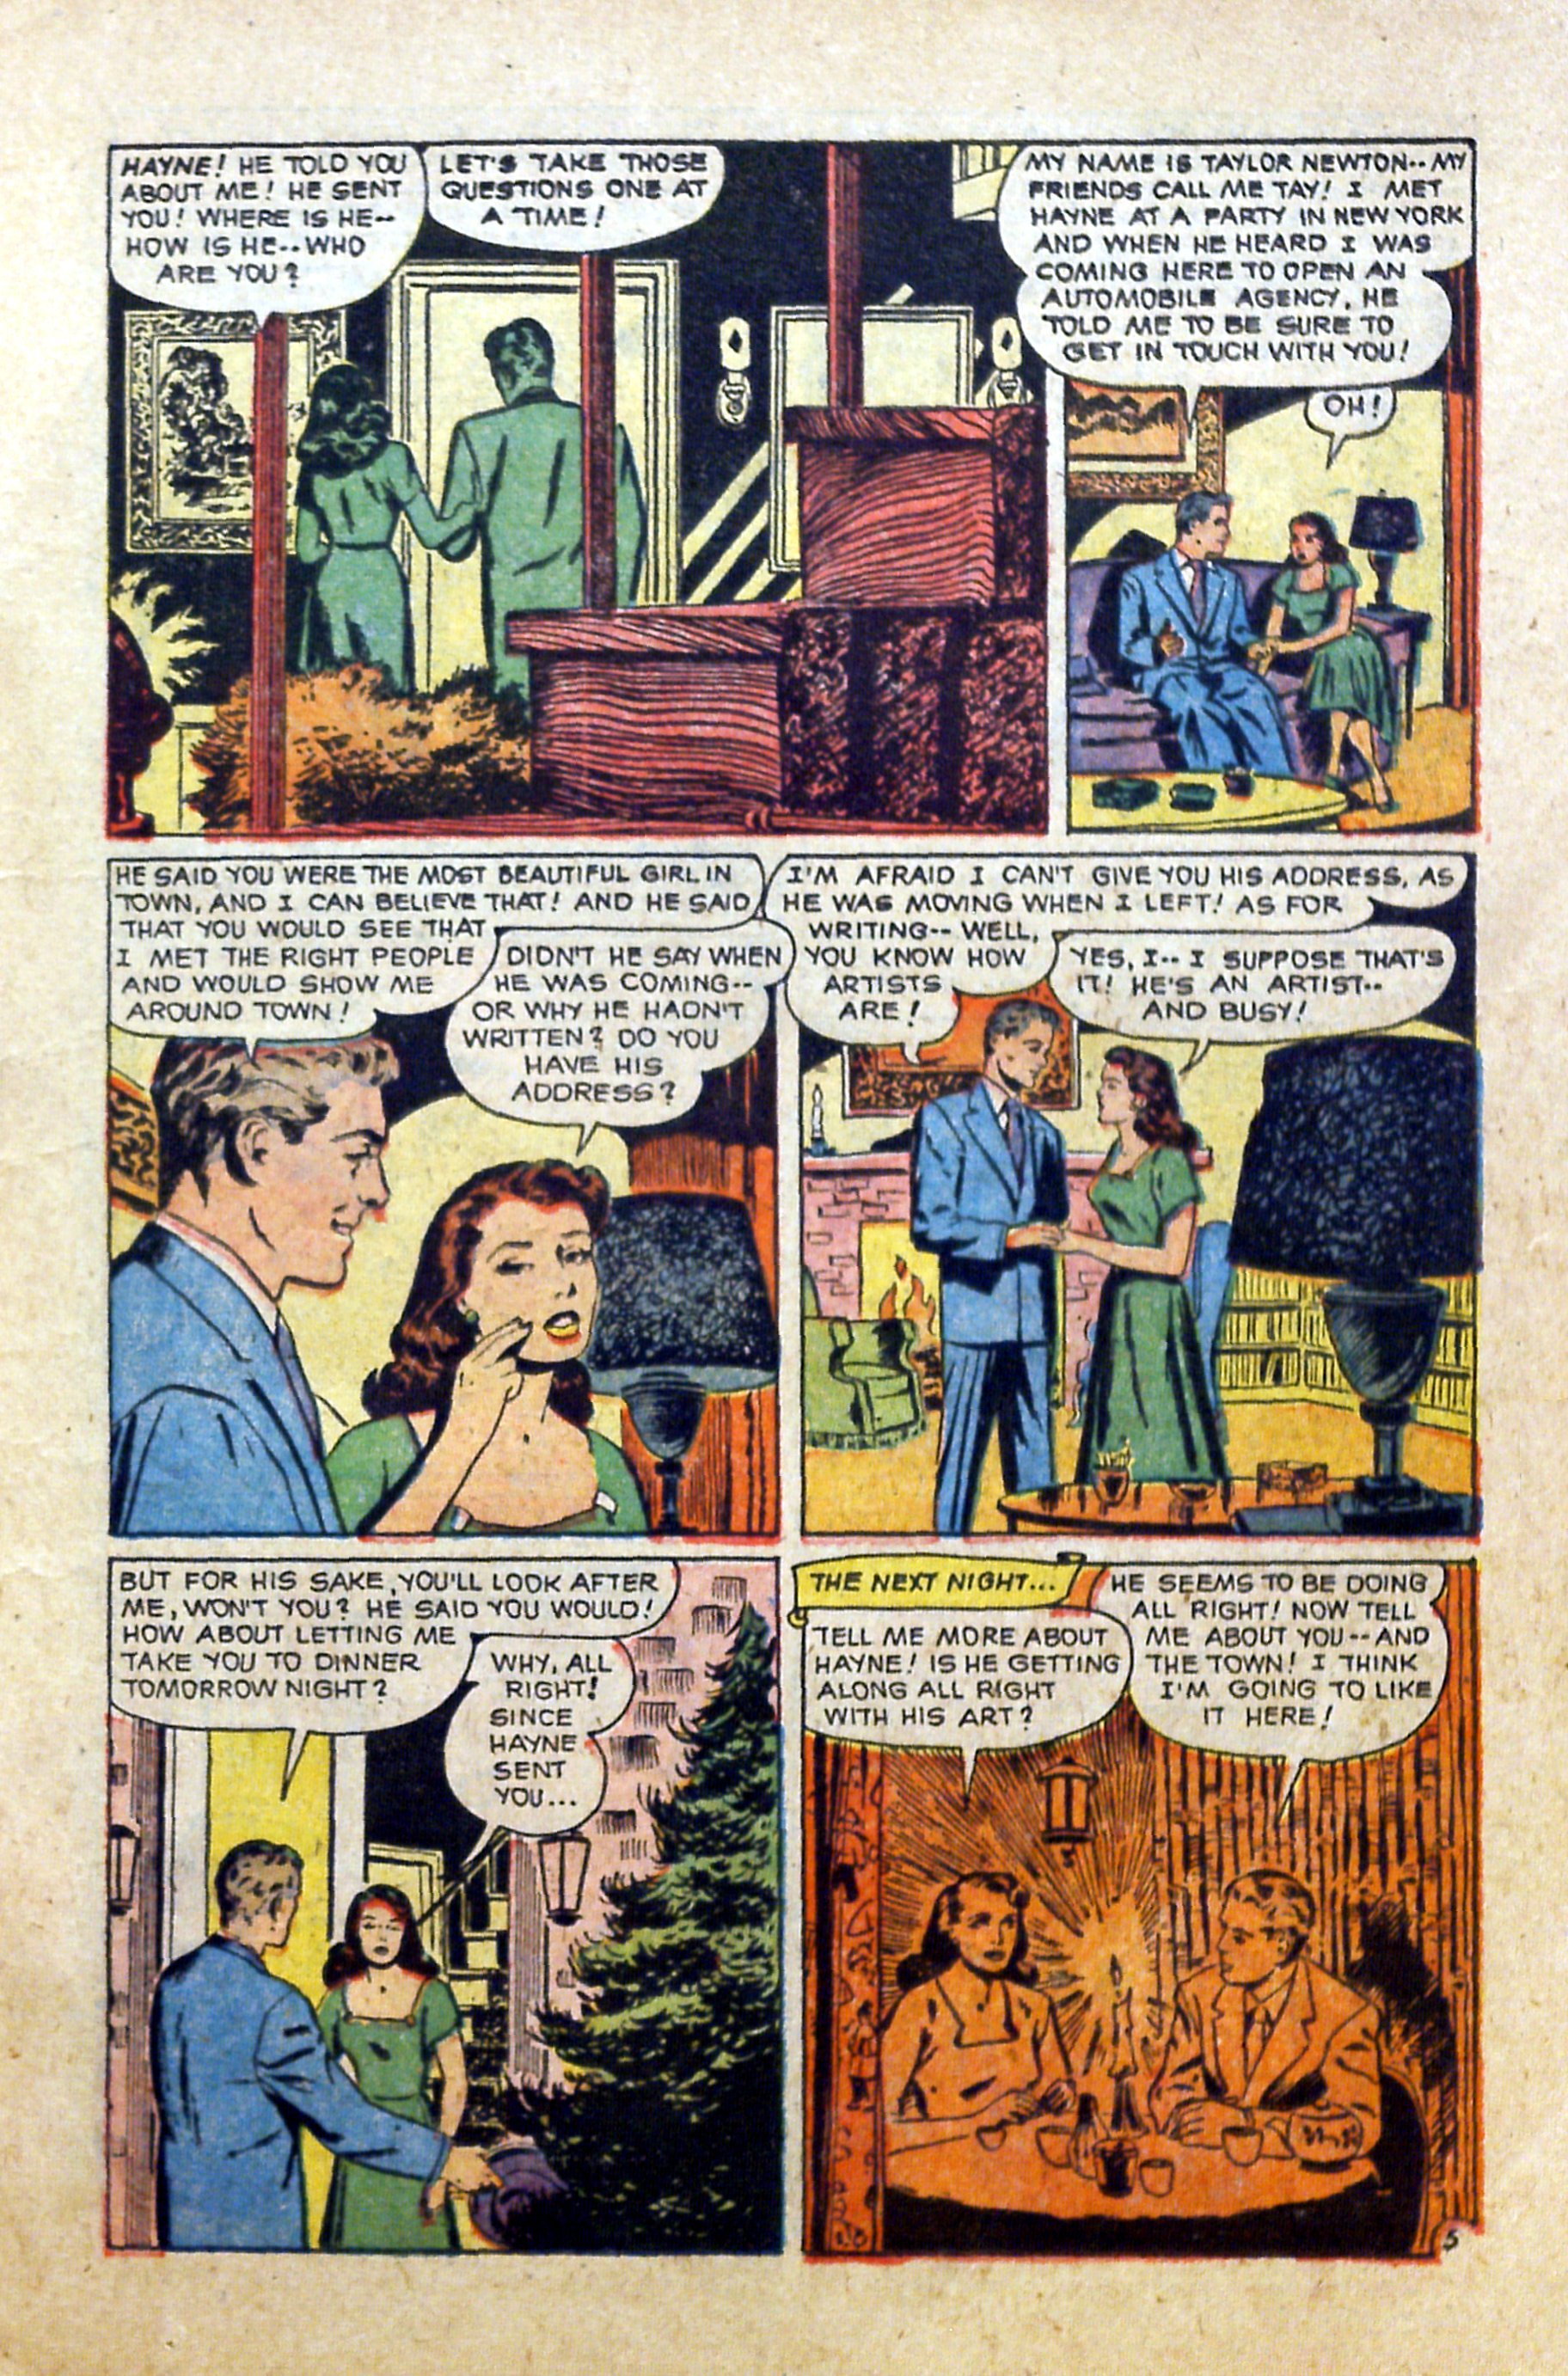 HAYNE! HE TOLD YOU
ABOUT ME! HE SENT
YOU! WHERE IS HE--
HOW IS HE--WHO
ARE YOU?
LET'S TAKE THOSE
QUESTIONS ONE AT
A TIME!
MY NAME IS TAYLOR NEWTON--MY
FRIENDS CALL ME TAY! I MET
HAYNE AT A PARTY IN NEW YORK
AND WHEN HE HEARD I WAS
COMING HERE TO OPEN AN
AUTOMOBILE AGENCY, HE
TOLD ME TO BE SURE TO
GET IN TOUCH WITH YOU!
OH!
HE SAID YOU WERE THE MOST BEAUTIFUL GIRL IN
TOWN, AND I CAN BELIEVE THAT! AND HE SAID
THAT YOU WOULD SEE THAT
I MET THE RIGHT PEOPLE
AND WOULD SHOW ME
AROUND TOWN!
DIDN'T HE SAY WHEN
HE WAS COMING--
OR WHY HE HADN'T
WRITTEN? DO YOU
HAVE HIS
ADDRESS?
I'M AFRAID I CAN'T GIVE YOU HIS ADDRESS, AS
HE WAS MOVING WHEN I LEFT! AS FOR
WRITING-- WELL,
YOU KNOW HOW
ARTISTS
ARE!
YES, I-- I SUPPOSE THAT'S
IT! HE'S AN ARTIST--
AND BUSY!
BUT FOR HIS SAKE, YOU'LL LOOK AFTER
ME, WON'T YOU? HE SAID YOU WOULD!
HOW ABOUT LETTING ME
TAKE YOU TO DINNER
TOMORROW NIGHT?
WHY, ALL
RIGHT!
SINCE
HAYNE
SENT
YOU...
THE NEXT NIGHT...
TELL ME MORE ABOUT
HAYNE! IS HE GETTING
ALONG ALL RIGHT
WITH HIS ART?
HE SEEMS TO BE DOING
ALL RIGHT! NOW TELL
ME ABOUT YOU--AND
THE TOWN! I THINK
I'M GOING TO LIKE
IT HERE!
5